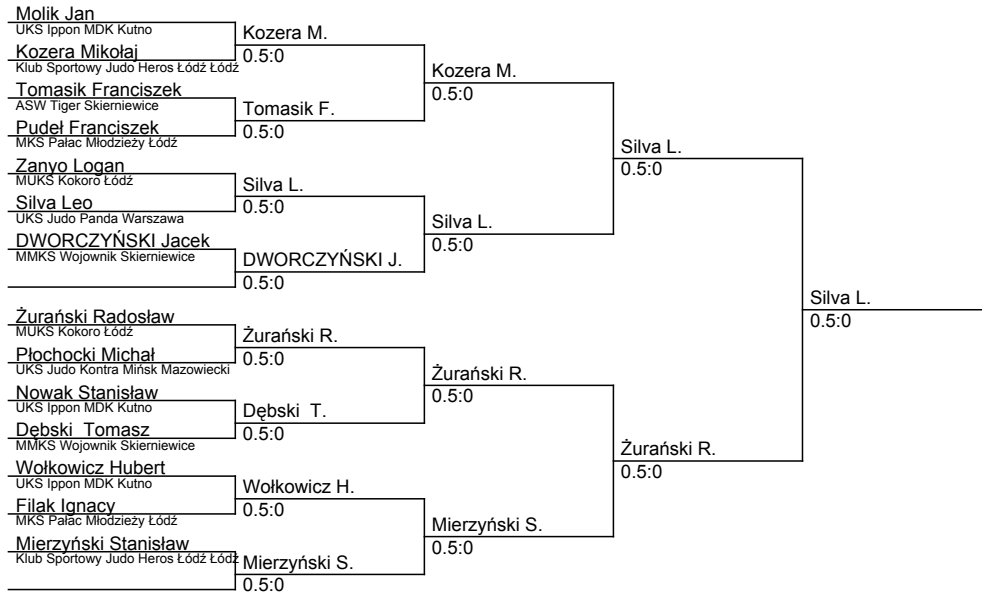 Molik Jan
UKS Ippon MDK Kutno
Kozera M.
Kozera Mikołaj
0.5:0
Klub Sportowy Judo Heros Łódź Łódź
Kozera M.
Tomasik Franciszek
0.5:0
ASW Tiger Skierniewice
Tomasik F.
Pudeł Franciszek
0.5:0
MKS Pałac Młodzieży Łódź
Silva L.
Zanyo Logan
0.5:0
MUKS Kokoro Łódź
Silva L.
Silva Leo
0.5:0
UKS Judo Panda Warszawa
Silva L.
DWORCZYŃSKI Jacek
0.5:0
MMKS Wojownik Skierniewice
DWORCZYŃSKI J.
0.5:0
Silva L.
0.5:0
Żurański Radosław
MUKS Kokoro Łódź
Żurański R.
Płochocki Michał
0.5:0
UKS Judo Kontra Mińsk Mazowiecki
Żurański R.
Nowak Stanisław
0.5:0
UKS Ippon MDK Kutno
Dębski  T.
Dębski  Tomasz
0.5:0
MMKS Wojownik Skierniewice
Żurański R.
Wołkowicz Hubert
0.5:0
UKS Ippon MDK Kutno
Wołkowicz H.
Filak Ignacy
0.5:0
MKS Pałac Młodzieży Łódź
Mierzyński S.
Mierzyński Stanisław
0.5:0
Klub Sportowy Judo Heros Łódź Łódź
Mierzyński S.
0.5:0